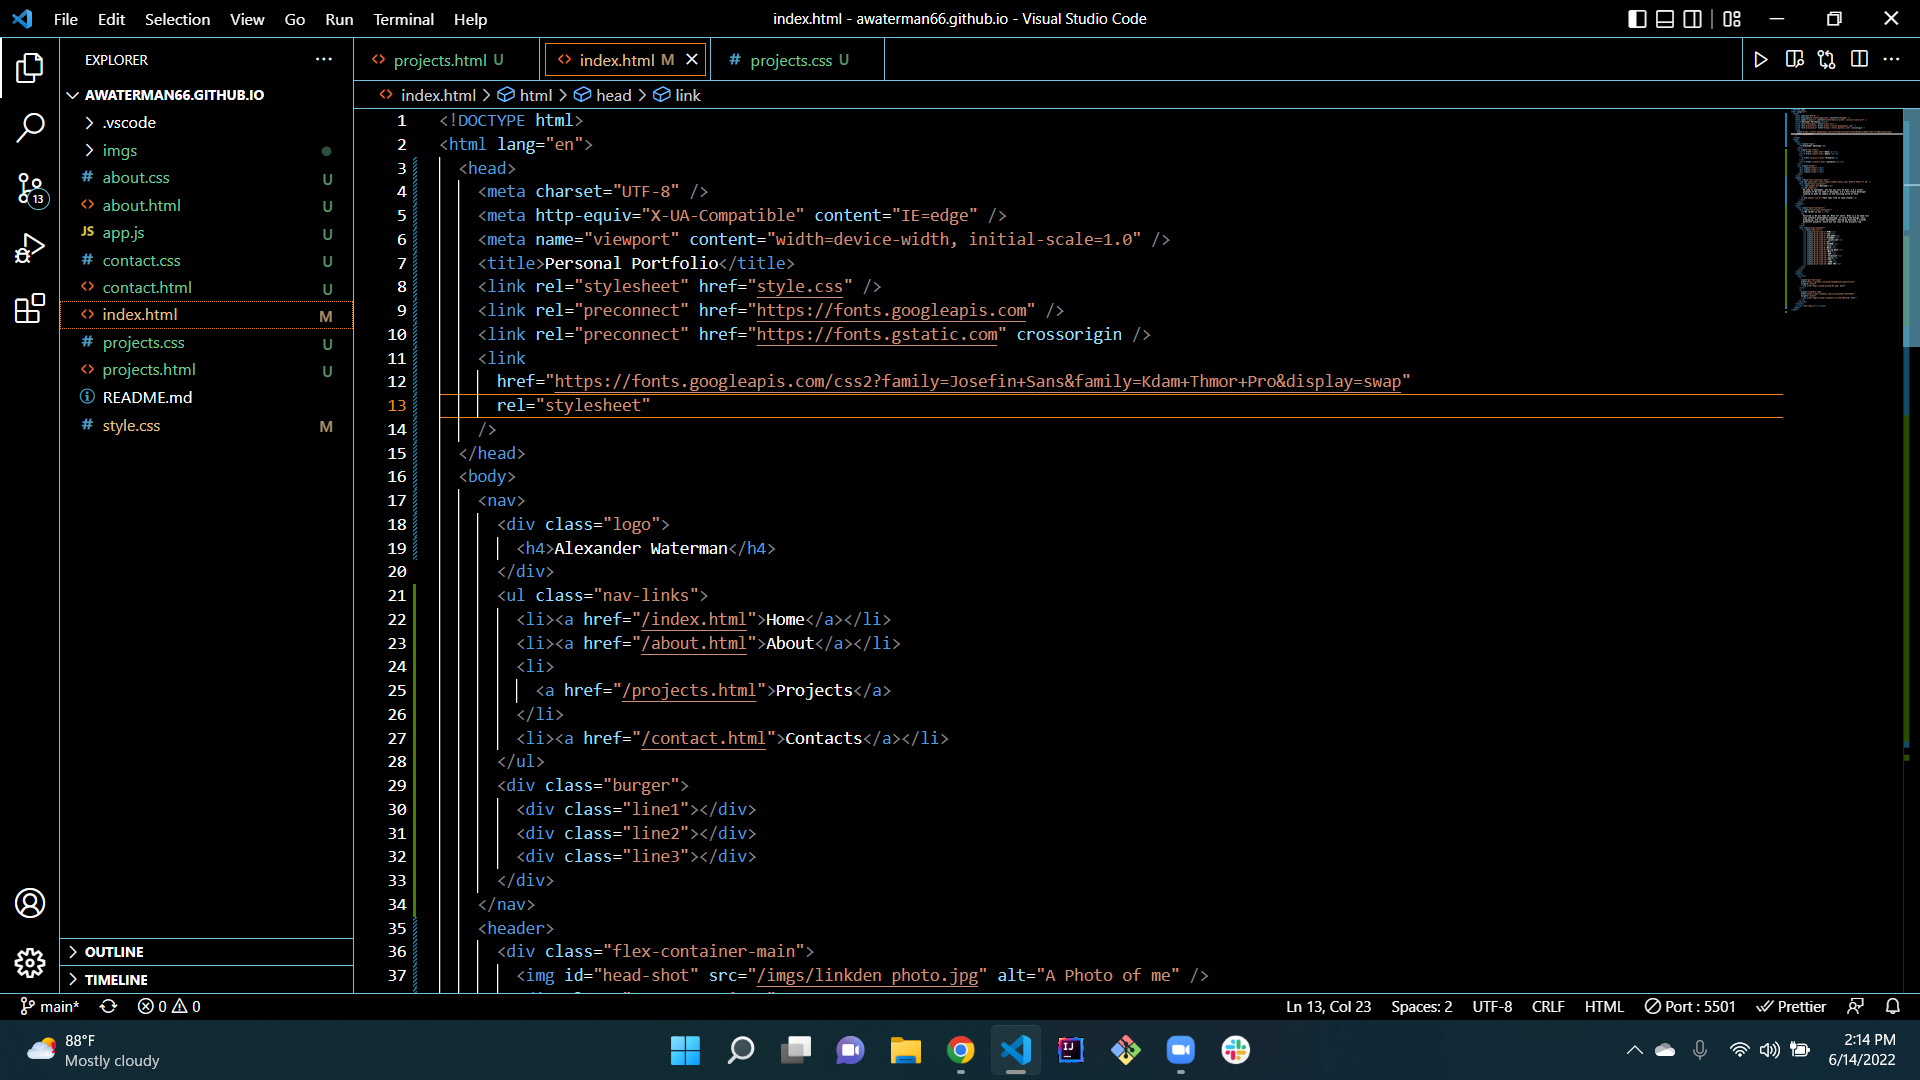 File Edit Selection View Go Run Terminal Help
index.html - awaterman66.github.io - Visual Studio Code
EXPLORER
AWATERMAN66.GITHUB.IO
.vscode
imgs
# about.css U
<> about.html U
JS app.js U
# contact.css U
<> contact.html U
<> index.html M
# projects.css U
<> projects.html U
README.md
# style.css M
OUTLINE
TIMELINE
13
<> projects.html U
<> index.html M
# projects.css U
<> index.html > html > head > link
1 <!DOCTYPE html>
2 <html lang="en">
3 <head>
4 <meta charset="UTF-8" />
5 <meta http-equiv="X-UA-Compatible" content="IE=edge" />
6 <meta name="viewport" content="width=device-width, initial-scale=1.0" />
7 <title>Personal Portfolio</title>
8 <link rel="stylesheet" href="style.css" />
9 <link rel="preconnect" href="https://fonts.googleapis.com" />
10 <link rel="preconnect" href="https://fonts.gstatic.com" crossorigin />
11 <link
12 href="https://fonts.googleapis.com/css2?family=Josefin+Sans&family=Kdam+Thmor+Pro&display=swap"
13 rel="stylesheet"
14 />
15 </head>
16 <body>
17 <nav>
18 <div class="logo">
19 <h4>Alexander Waterman</h4>
20 </div>
21 <ul class="nav-links">
22 <li><a href="/index.html">Home</a></li>
23 <li><a href="/about.html">About</a></li>
24 <li>
25 <a href="/projects.html">Projects</a>
26 </li>
27 <li><a href="/contact.html">Contacts</a></li>
28 </ul>
29 <div class="burger">
30 <div class="line1"></div>
31 <div class="line2"></div>
32 <div class="line3"></div>
33 </div>
34 </nav>
35 <header>
36 <div class="flex-container-main">
37 <img id="head-shot" src="/imgs/linkden photo.jpg" alt="A Photo of me" />
main* 0 0
Ln 13, Col 23 Spaces: 2 UTF-8 CRLF HTML Port : 5501 Prettier
88°F
Mostly cloudy
IJ
2:14 PM
6/14/2022